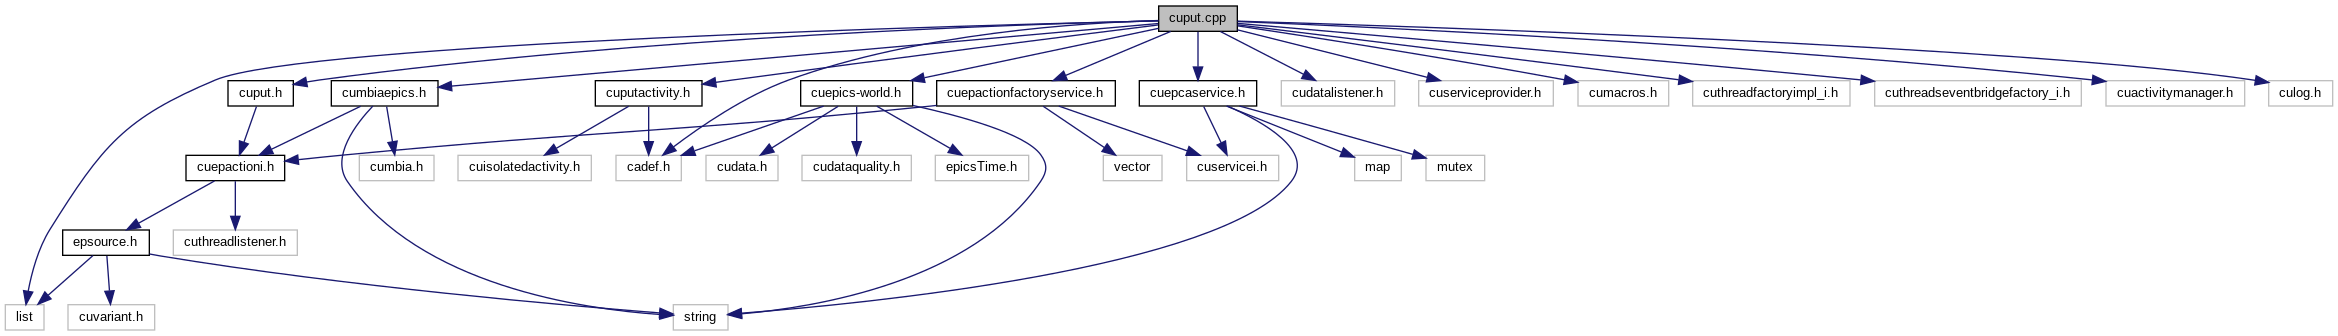 cuput.cpp
cuput.h
cumbiaepics.h
cuputactivity.h
cuepics-world.h
cuepactionfactoryservice.h
cuepcaservice.h
cudatalistener.h
cuserviceprovider.h
cumacros.h
cuthreadfactoryimpl_i.h
cuthreadseventbridgefactory_i.h
cuactivitymanager.h
culog.h
cuepactioni.h
cumbia.h
cuisolatedactivity.h
cadef.h
cudata.h
cudataquality.h
epicsTime.h
vector
cuservicei.h
map
mutex
epsource.h
cuthreadlistener.h
list
cuvariant.h
string